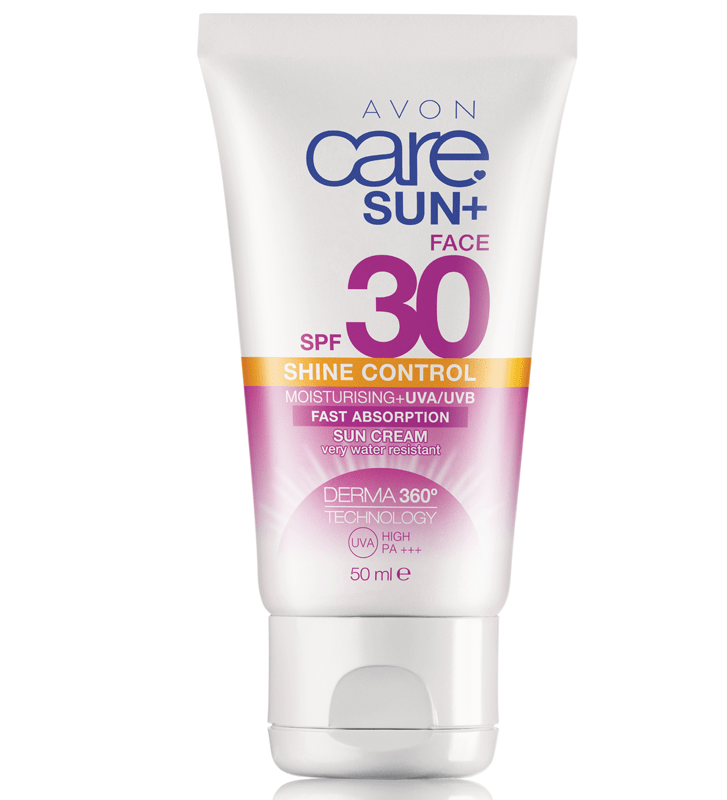 AVON
care
SUN+
FACE
SPF 30
SHINE CONTROL
MOISTURISING+UVA/UVB
FAST ABSORPTION
SUN CREAM
very water resistant
DERMA 360º
TECHNOLOGY
UVA HIGH
PA +++
50 ml e